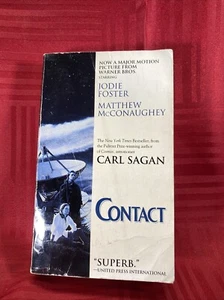 NOW A MAJOR MOTION
PICTURE FROM
WARNER BROS.
STARRING
JODIE
FOSTER
MATTHEW
McCONAUGHEY
The New York Times Bestseller, from
the Pulitzer Prize-winning author
of Cosmos, astronomer
CARL SAGAN
CONTACT
"SUPERB."
—UNITED PRESS INTERNATIONAL